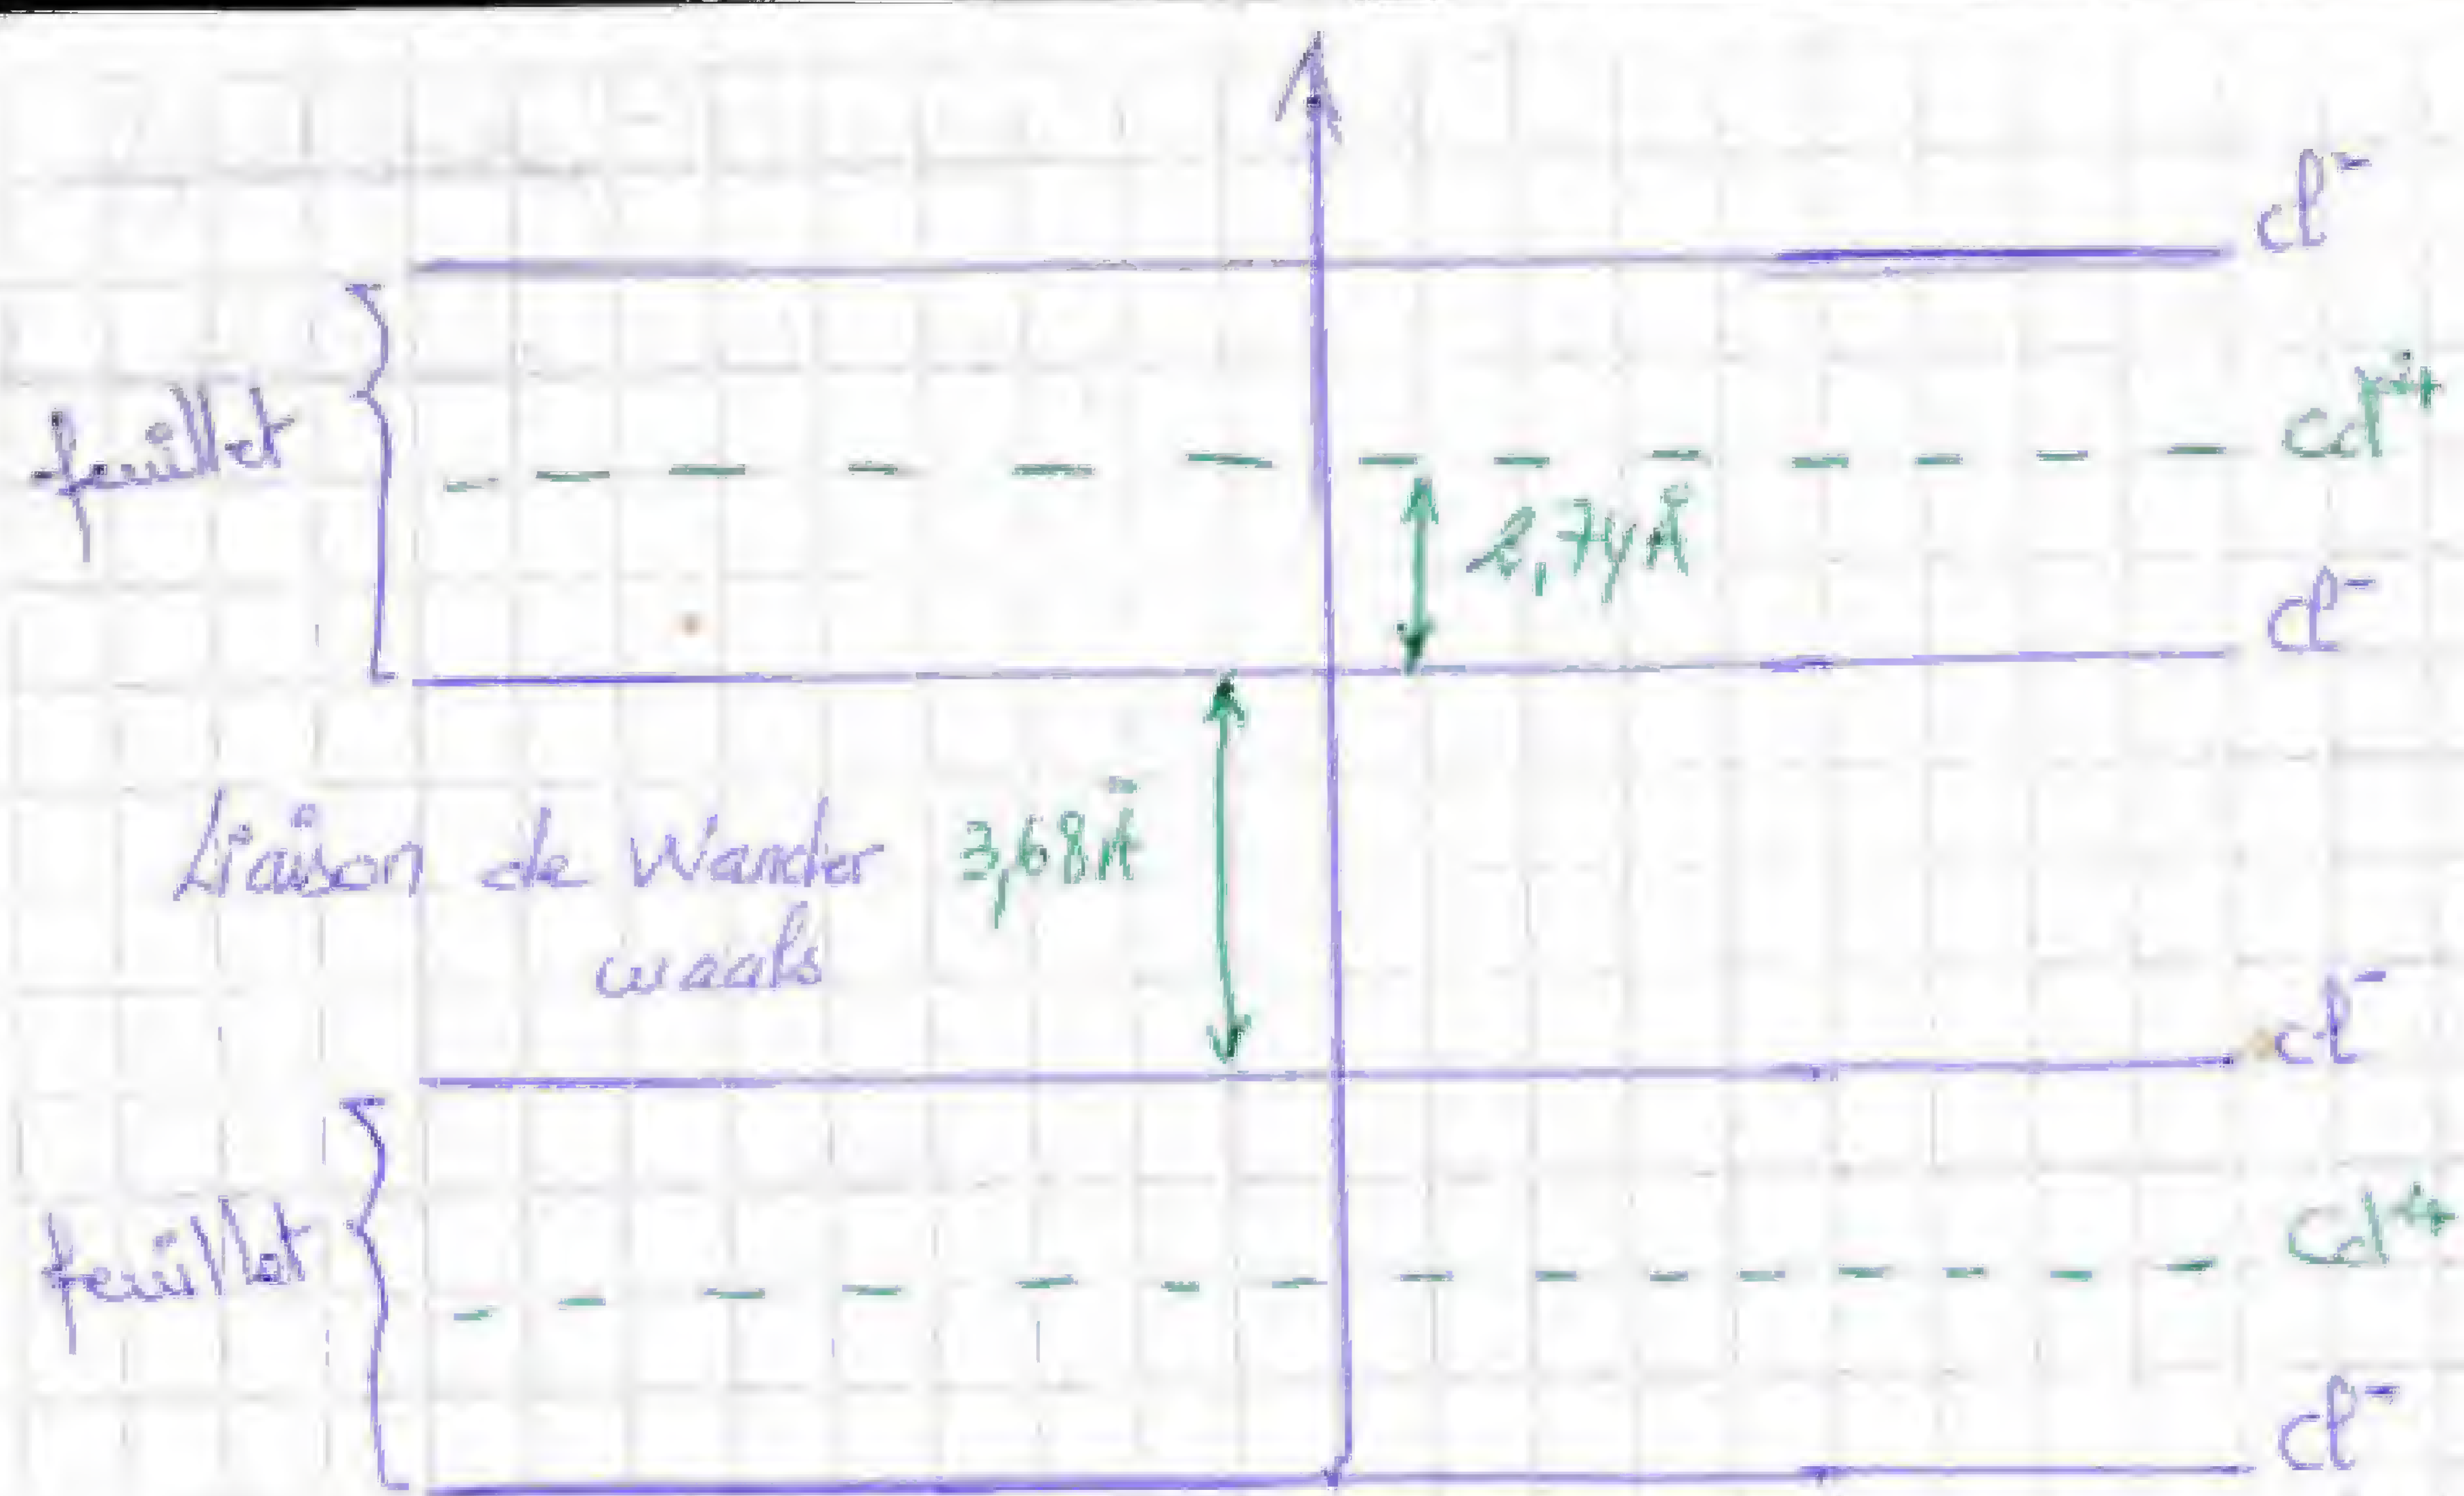 Cl⁻
feuillet
Cd²⁺
2,74Å
Cl⁻
Liaison de Wander
waals
3,68Å
Cl⁻
feuillet
Cd²⁺
Cl⁻